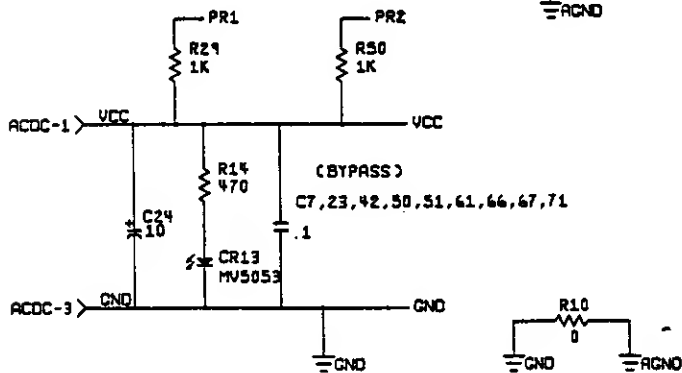 AGND
PR1
PR2
R29
1K
R50
1K
ACDC-1
VCC
VCC
R14
470
(BYPASS)
C7,23,42,50,51,61,66,67,71
C24
10
+
.1
CR13
MV5053
ACDC-3
GND
GND
R10
0
GND
GND
AGND